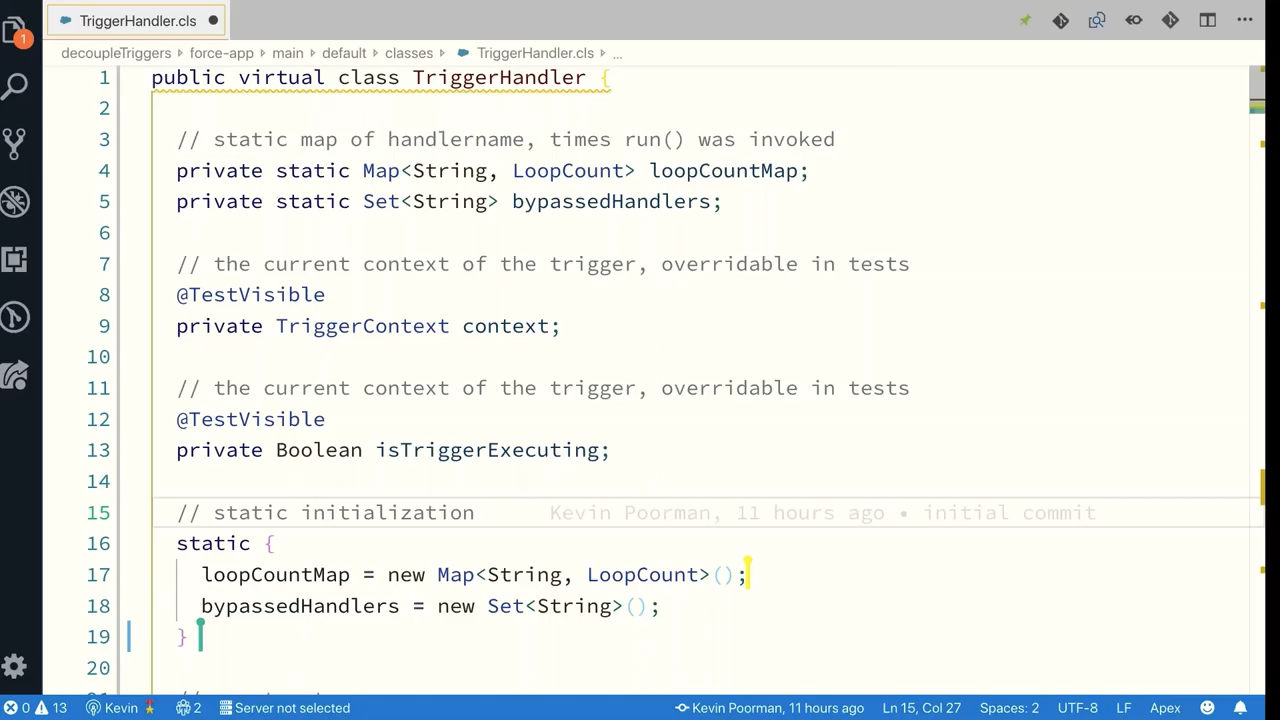 TriggerHandler.cls
1
decoupleTriggers > force-app > main > default > classes > TriggerHandler.cls > ...
1 public virtual class TriggerHandler {
2
3 // static map of handlername, times run() was invoked
4 private static Map<String, LoopCount> loopCountMap;
5 private static Set<String> bypassedHandlers;
6
7 // the current context of the trigger, overridable in tests
8 @TestVisible
9 private TriggerContext context;
10
11 // the current context of the trigger, overridable in tests
12 @TestVisible
13 private Boolean isTriggerExecuting;
14
15 // static initialization Kevin Poorman, 11 hours ago • initial commit
16 static {
17 loopCountMap = new Map<String, LoopCount>();
18 bypassedHandlers = new Set<String>();
19 }
20
0 13 Kevin 2 Server not selected Kevin Poorman, 11 hours ago Ln 15, Col 27 Spaces: 2 UTF-8 LF Apex